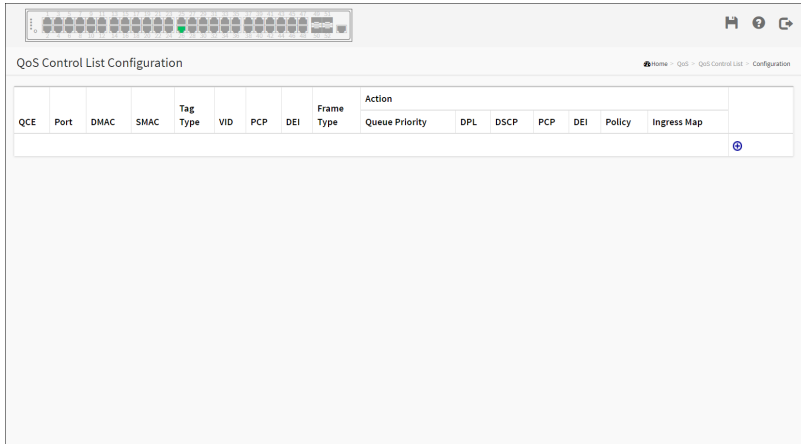 QoS Control List Configuration
Home > QoS > QoS Control List > Configuration
QCE Port DMAC SMAC Tag Type VID PCP DEI Frame Type Action
Queue Priority DPL DSCP PCP DEI Policy Ingress Map